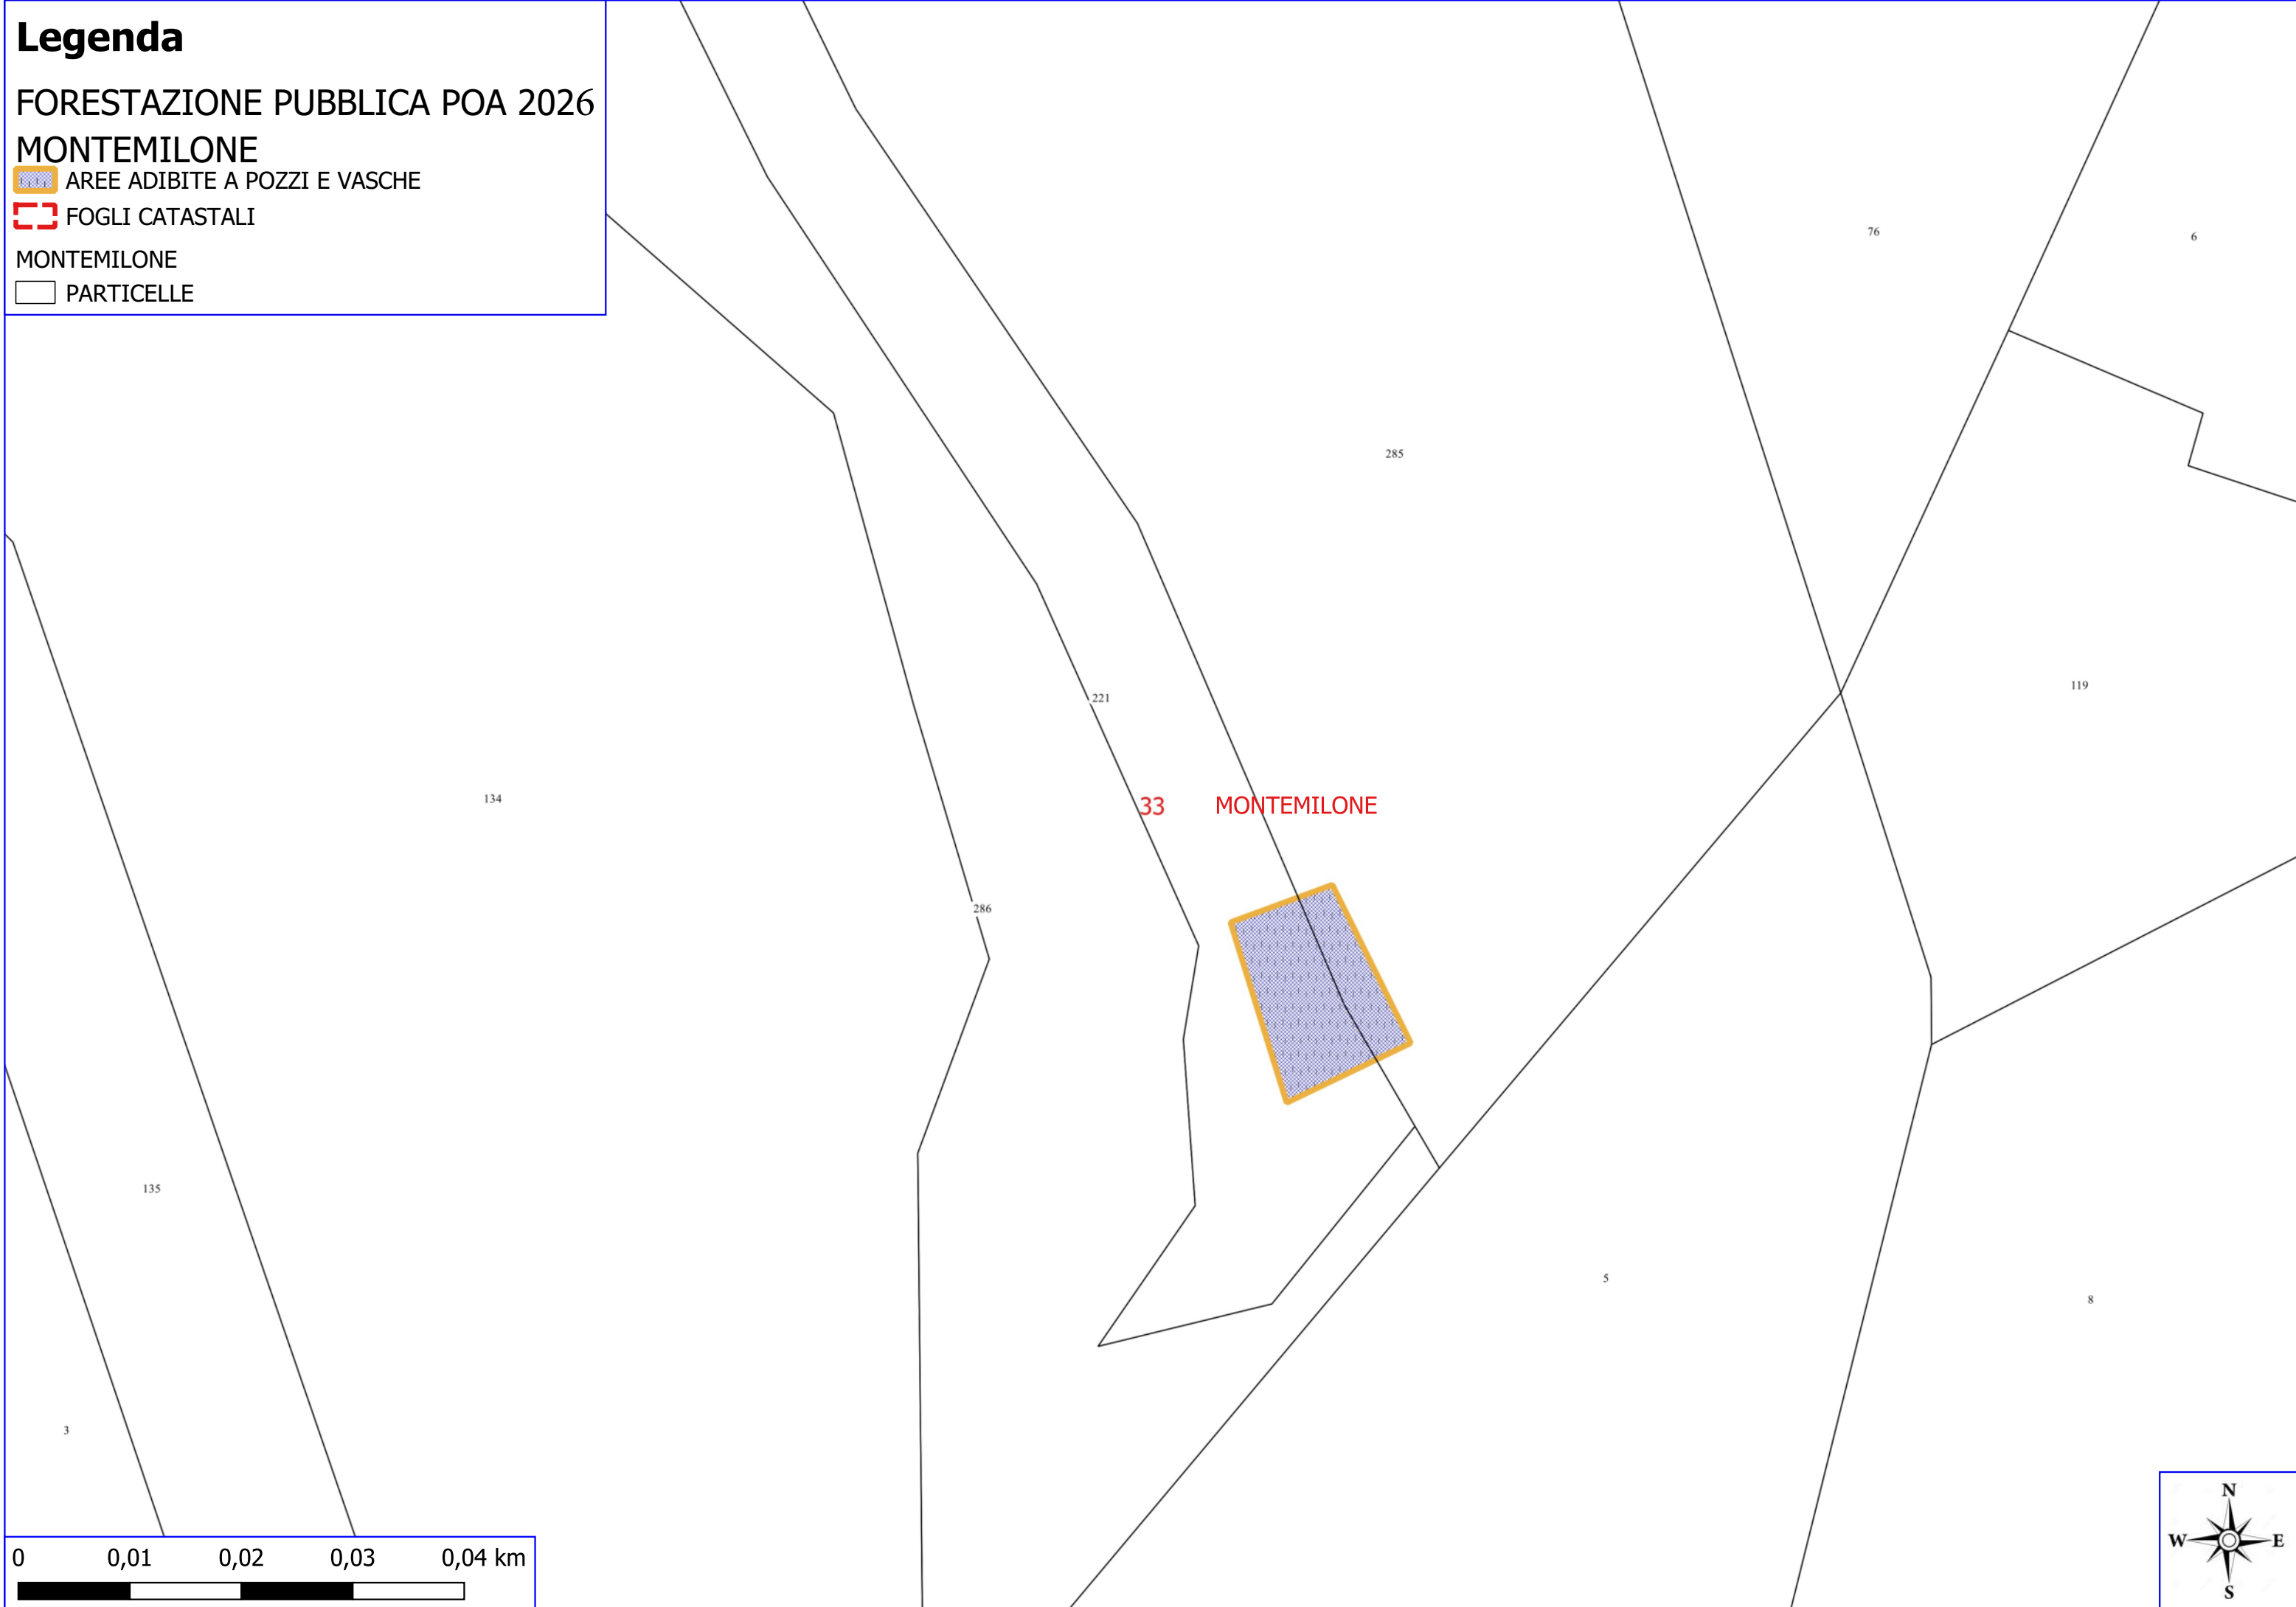 Legenda
FORESTAZIONE PUBBLICA POA 2026
MONTEMILONE
AREE ADIBITE A POZZI E VASCHE
FOGLI CATASTALI
MONTEMILONE
PARTICELLE
76
6
285
119
221
134
33 MONTEMILONE
286
135
5
8
3
N
W E
S
0 0,01 0,02 0,03 0,04 km